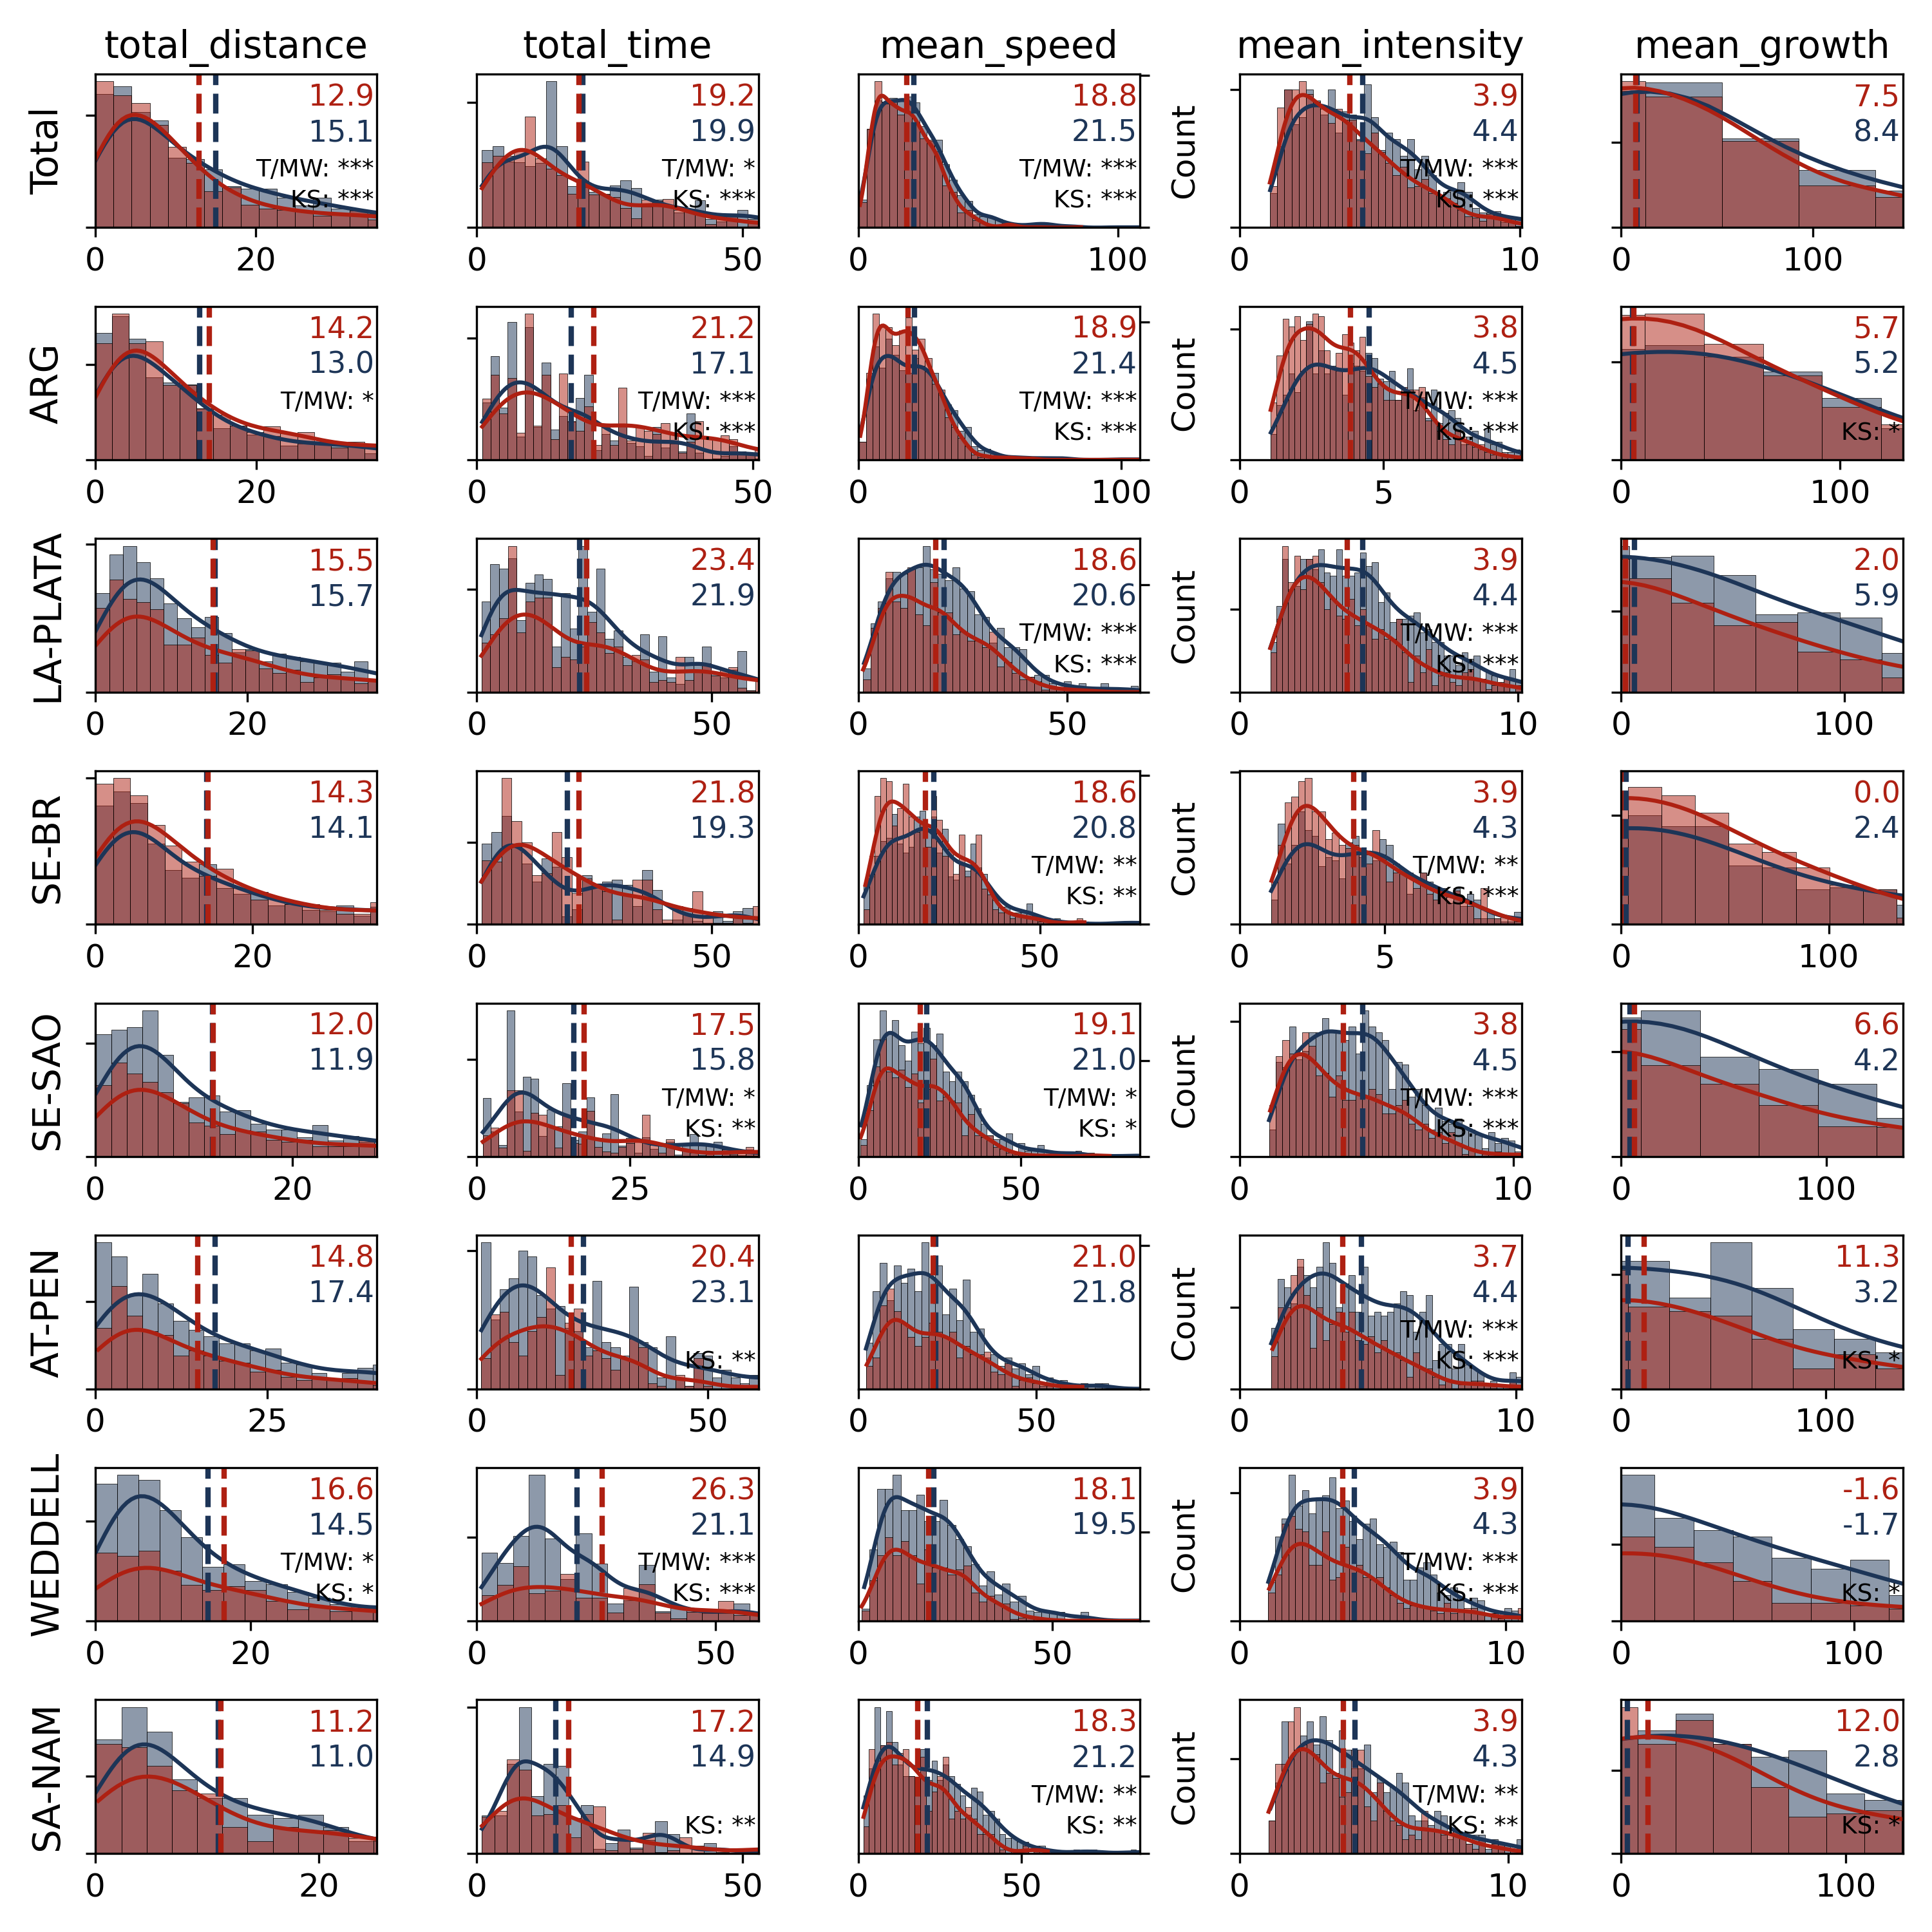 total_distance total_time mean_speed mean_intensity mean_growth
Total
12.9
15.1
T/MW: ***
KS: ***
0 20
19.2
19.9
T/MW: *
KS: ***
0 50
18.8
21.5
T/MW: ***
KS: ***
0 100
Count
3.9
4.4
T/MW: ***
KS: ***
0 10
7.5
8.4
0 100
ARG
14.2
13.0
T/MW: *
0 20
21.2
17.1
T/MW: ***
KS: ***
0 50
18.9
21.4
T/MW: ***
KS: ***
0 100
Count
3.8
4.5
T/MW: ***
KS: ***
0 5
5.7
5.2
KS: *
0 100
LA-PLATA
15.5
15.7
0 20
23.4
21.9
0 50
18.6
20.6
T/MW: ***
KS: ***
0 50
Count
3.9
4.4
T/MW: ***
KS: ***
0 10
2.0
5.9
0 100
SE-BR
14.3
14.1
0 20
21.8
19.3
0 50
18.6
20.8
T/MW: **
KS: **
0 50
Count
3.9
4.3
T/MW: **
KS: ***
0 5
0.0
2.4
0 100
SE-SAO
12.0
11.9
0 20
17.5
15.8
T/MW: *
KS: **
0 25
19.1
21.0
T/MW: *
KS: *
0 50
Count
3.8
4.5
T/MW: ***
KS: ***
0 10
6.6
4.2
0 100
AT-PEN
14.8
17.4
0 25
20.4
23.1
KS: **
0 50
21.0
21.8
0 50
Count
3.7
4.4
T/MW: ***
KS: ***
0 10
11.3
3.2
KS: *
0 100
WEDDELL
16.6
14.5
T/MW: *
KS: *
0 20
26.3
21.1
T/MW: ***
KS: ***
0 50
18.1
19.5
0 50
Count
3.9
4.3
T/MW: ***
KS: ***
0 10
-1.6
-1.7
KS: *
0 100
SA-NAM
11.2
11.0
0 20
17.2
14.9
KS: **
0 50
18.3
21.2
T/MW: **
KS: **
0 50
Count
3.9
4.3
T/MW: **
KS: **
0 10
12.0
2.8
KS: *
0 100